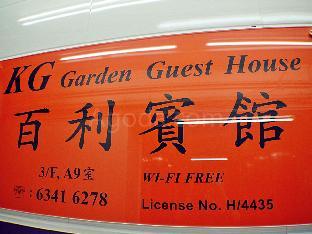 KG Garden Guest House
百利賓館
3/F, A9室
WI-FI FREE
☎: 6341 6278
License No. H/4435